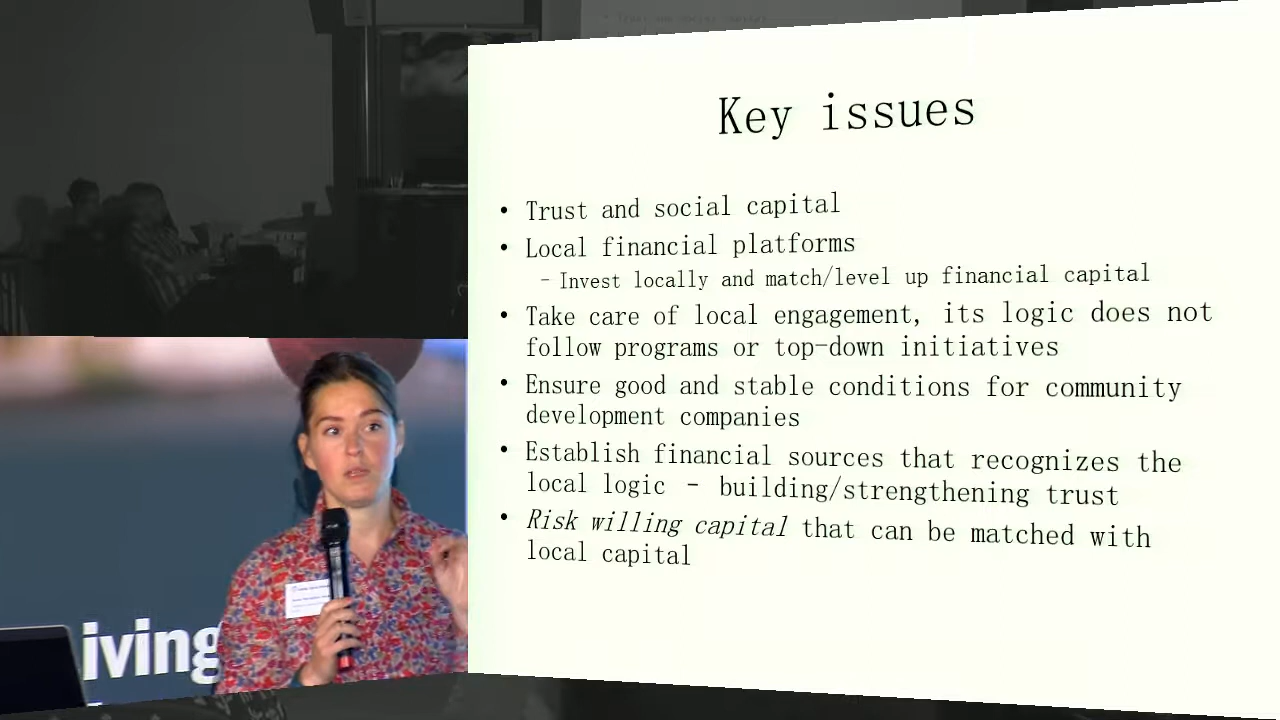 Key issues
• Trust and social capital
• Local financial platforms
– Invest locally and match/level up financial capital
• Take care of local engagement, its logic does not
follow programs or top-down initiatives
• Ensure good and stable conditions for community
development companies
• Establish financial sources that recognizes the
local logic - building/strengthening trust
• Risk willing capital that can be matched with
local capital
iving